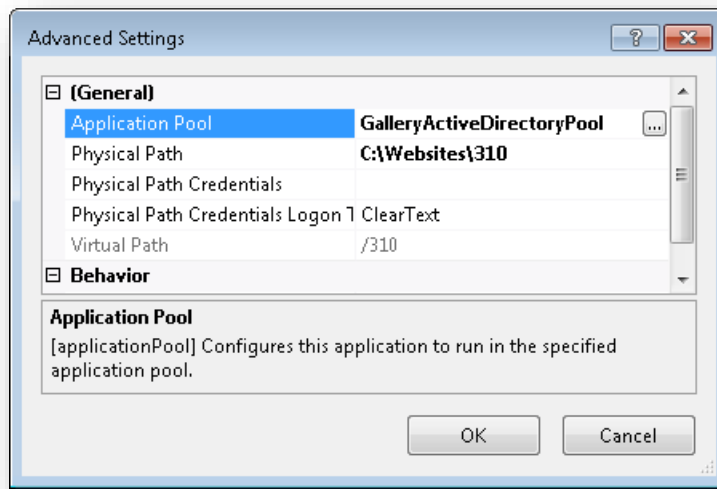 Advanced Settings
(General)
Application Pool GalleryActiveDirectoryPool ...
Physical Path C:\Websites\310
Physical Path Credentials
Physical Path Credentials Logon T ClearText
Virtual Path /310
Behavior
Application Pool
[applicationPool] Configures this application to run in the specified
application pool.
OK Cancel